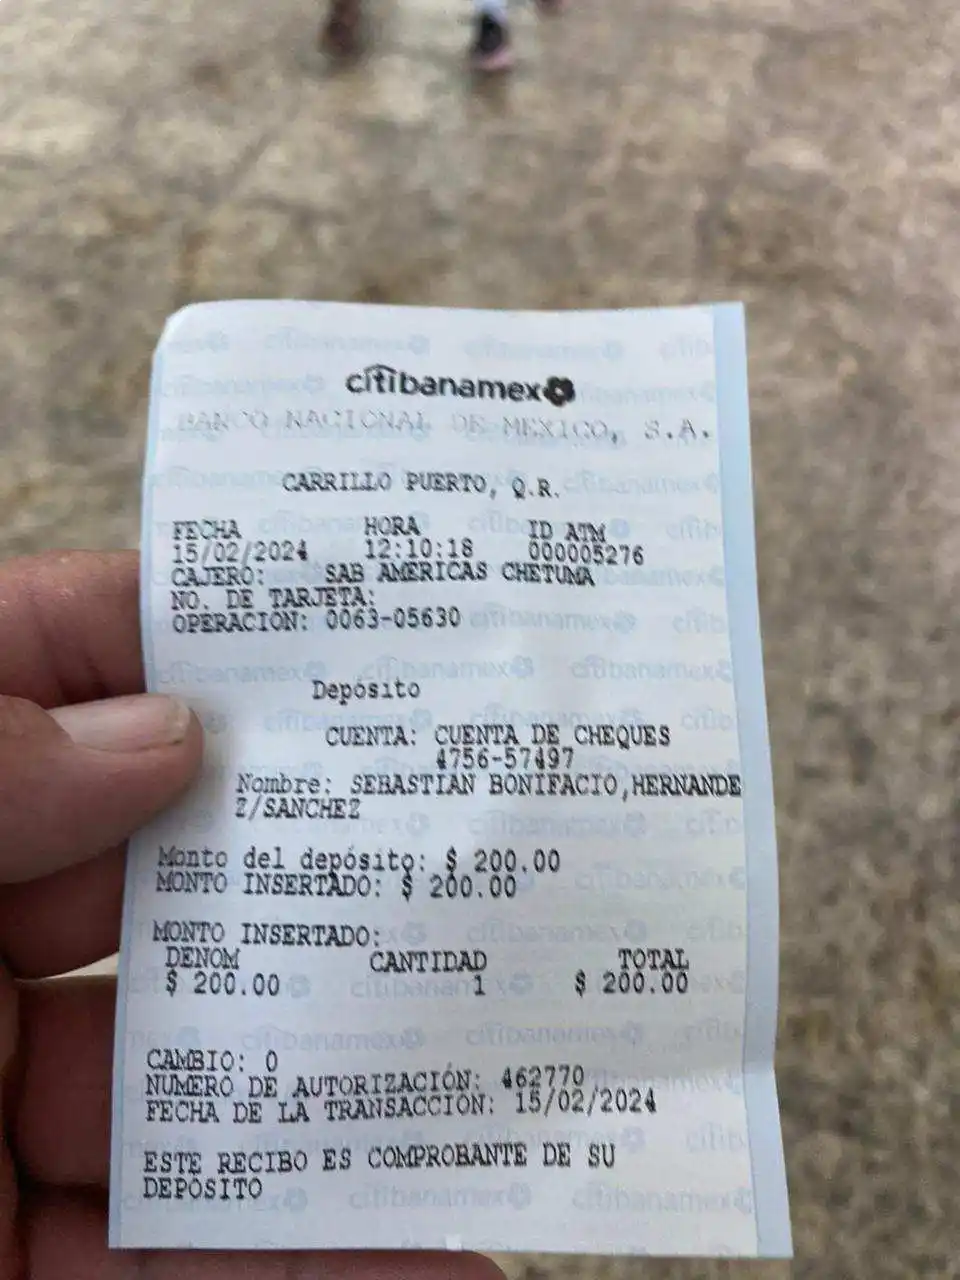 citibanamex
BANCO NACIONAL DE MEXICO, S.A.
CARRILLO PUERTO, Q.R.
FECHA HORA ID ATM
15/02/2024 12:10:18 000005276
CAJERO: SAB AMERICAS CHETUMA
NO. DE TARJETA:
OPERACIÓN: 0063-05630
Depósito
CUENTA: CUENTA DE CHEQUES
4756-57497
Nombre: SEBASTIAN BONIFACIO,HERNANDE
Z/SANCHEZ
Monto del depósito: $ 200.00
MONTO INSERTADO: $ 200.00
MONTO INSERTADO:
DENOM CANTIDAD TOTAL
$ 200.00 1 $ 200.00
CAMBIO: 0
NUMERO DE AUTORIZACIÓN: 462770
FECHA DE LA TRANSACCIÓN: 15/02/2024
ESTE RECIBO ES COMPROBANTE DE SU
DEPOSITO